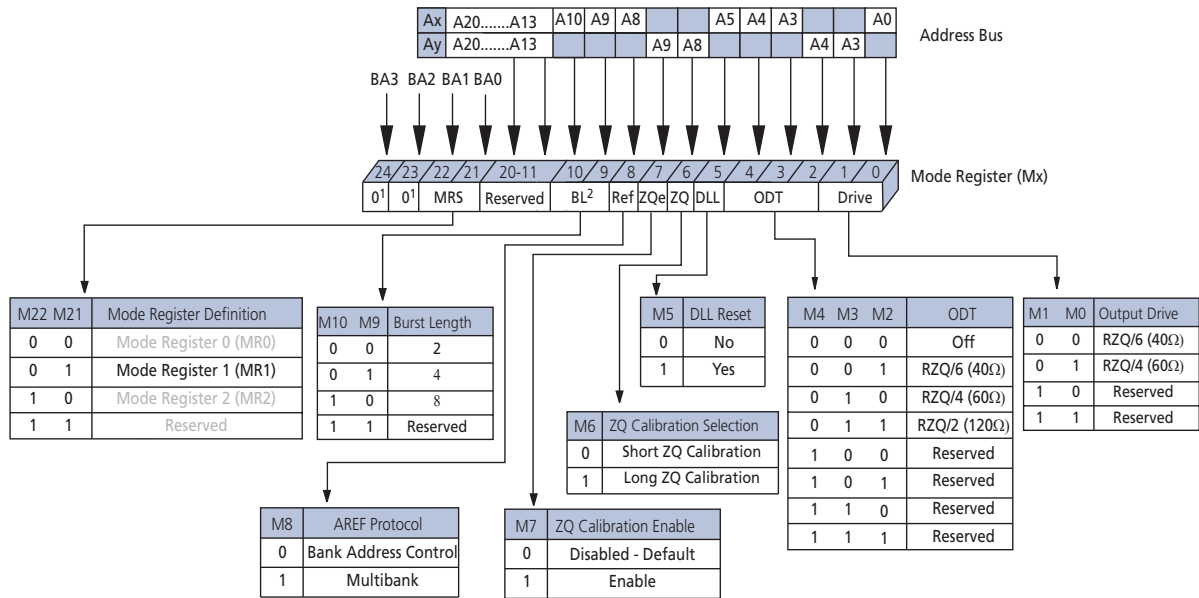 Ax A20.......A13 A10 A9 A8 A5 A4 A3 A0
Ay A20.......A13 A9 A8 A4 A3
Address Bus
BA3 BA2 BA1 BA0
24 23 22 21 20-11 10 9 8 7 6 5 4 3 2 1 0
Mode Register (Mx)
0¹ 0¹ MRS Reserved BL² Ref ZQe ZQ DLL ODT Drive
M22 M21 Mode Register Definition
0 0 Mode Register 0 (MR0)
0 1 Mode Register 1 (MR1)
1 0 Mode Register 2 (MR2)
1 1 Reserved
M10 M9 Burst Length
0 0 2
0 1 4
1 0 8
1 1 Reserved
M5 DLL Reset
0 No
1 Yes
M4 M3 M2 ODT
0 0 0 Off
0 0 1 RZQ/6 (40Ω)
0 1 0 RZQ/4 (60Ω)
0 1 1 RZQ/2 (120Ω)
1 0 0 Reserved
1 0 1 Reserved
1 1 0 Reserved
1 1 1 Reserved
M1 M0 Output Drive
0 0 RZQ/6 (40Ω)
0 1 RZQ/4 (60Ω)
1 0 Reserved
1 1 Reserved
M6 ZQ Calibration Selection
0 Short ZQ Calibration
1 Long ZQ Calibration
M8 AREF Protocol
0 Bank Address Control
1 Multibank
M7 ZQ Calibration Enable
0 Disabled - Default
1 Enable